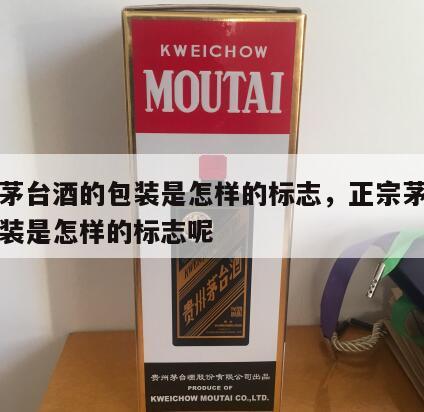 KWEICHOW
MOUTAI
茅台酒的包装是怎样的标志，正宗茅
装是怎样的标志呢
贵州茅台酒
贵州茅台酒股份有限公司出品
PRODUCE OF
KWEICHOW MOUTAI CO.,LTD.